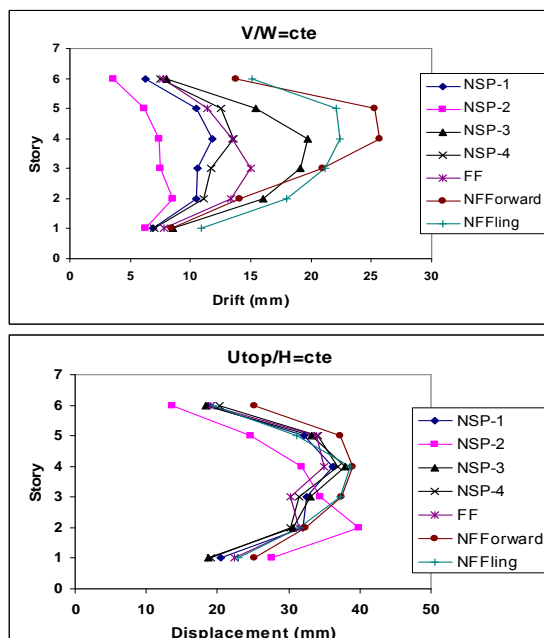 V/W=cte
7
6
5
4
3
2
1
0
Story
0 5 10 15 20 25 30
Drift (mm)
NSP-1
NSP-2
NSP-3
NSP-4
FF
NFForward
NFFling
Utop/H=cte
7
6
5
4
3
2
1
0
Story
0 10 20 30 40 50
Displacement (mm)
NSP-1
NSP-2
NSP-3
NSP-4
FF
NFForward
NFFling